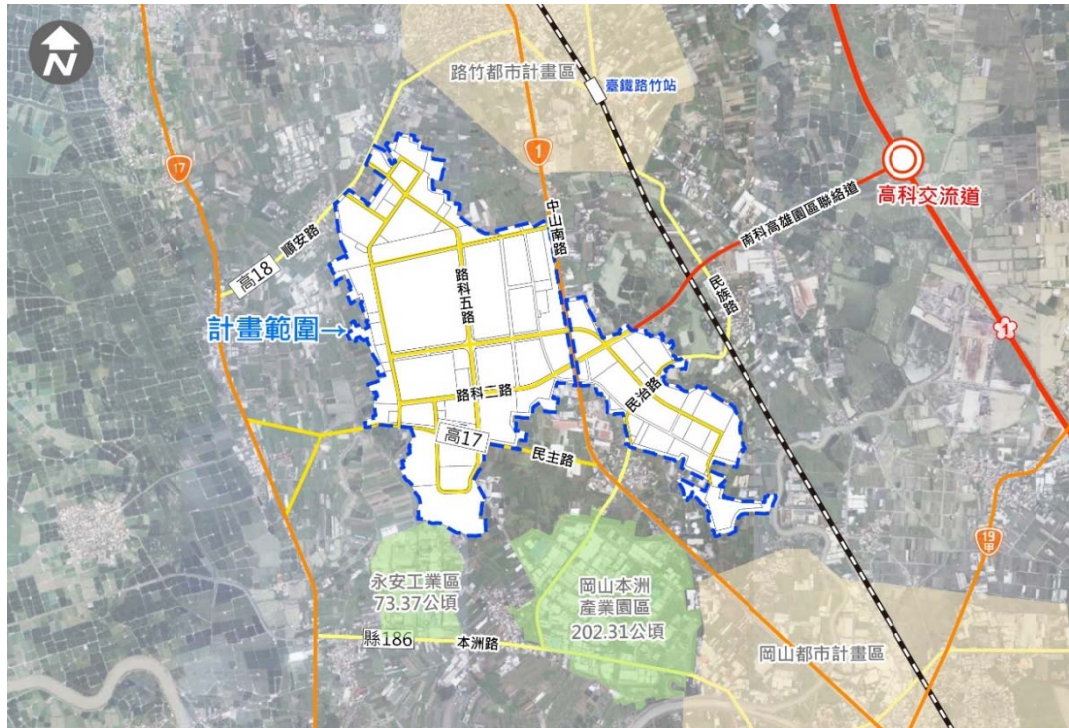 N
路竹都市計畫區
臺鐵路竹站
1
17
高科交流道
中山南路
南科高雄園區聯絡道
順安路
高18
民族路
路科五路
計畫範圍→
1
路科二路
民治路
高17
民主路
19
甲
永安工業區
73.37公頃
岡山本洲
產業園區
202.31公頃
縣186
本洲路
岡山都市計畫區